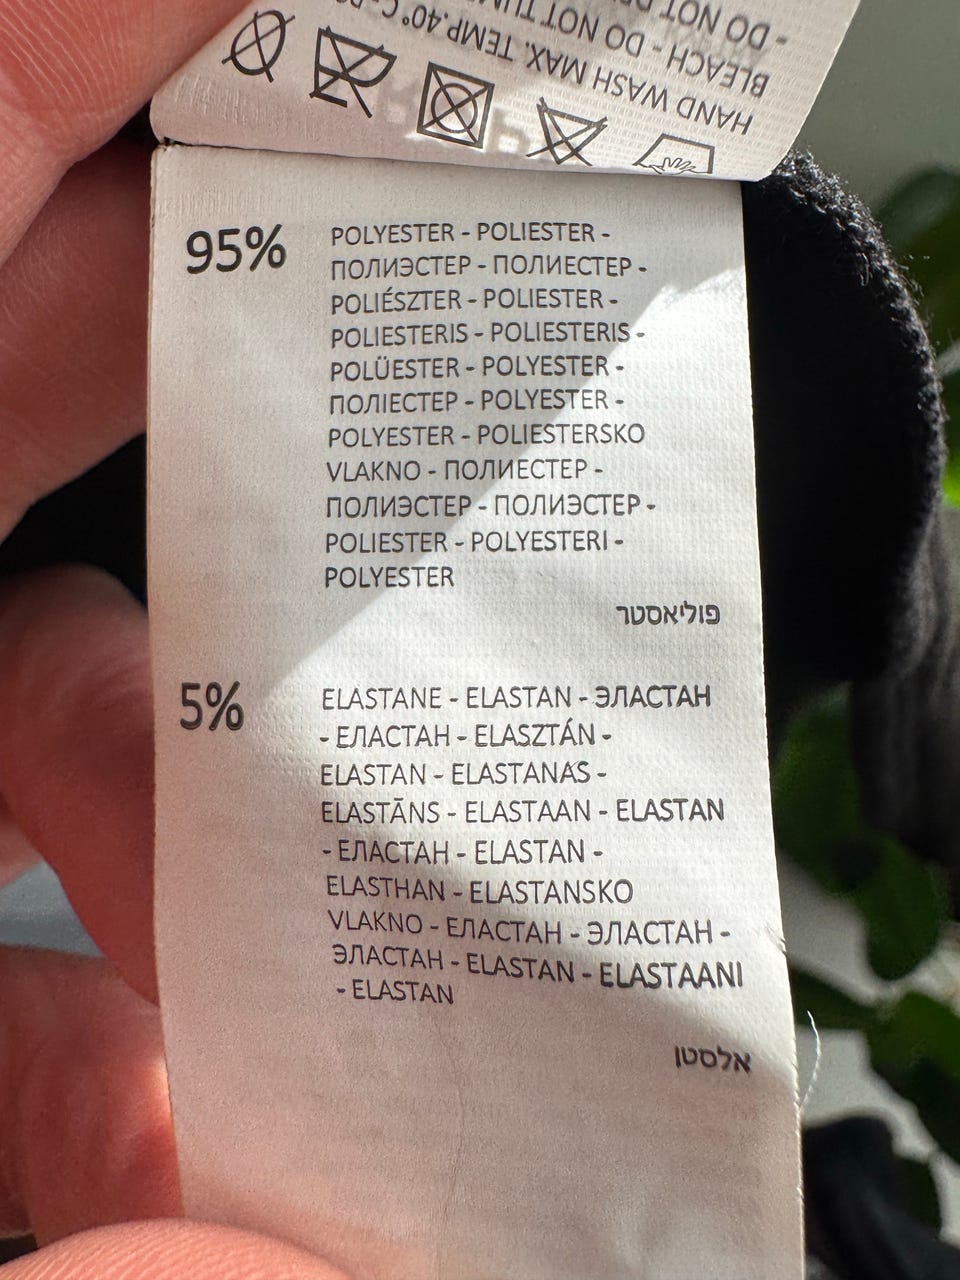 - DO NOT
BLEACH - DO NOT TUM
HAND WASH MAX. TEMP. 40°C
95%
POLYESTER - POLIESTER -
ПОЛИЭСТЕР - ПОЛИЕСТЕР -
POLIÉSZTER - POLIESTER -
POLIESTERIS - POLIESTERIS -
POLÜESTER - POLYESTER -
ПОЛІЕСТЕР - POLYESTER -
POLYESTER - POLIESTERSKO
VLAKNO - ПОЛИЕСТЕР -
ПОЛИЭСТЕР - ПОЛИЭСТЕР -
POLIESTER - POLYESTERI -
POLYESTER
פוליאסטר
5%
ELASTANE - ELASTAN - ЭЛАСТАН
- ЕЛАСТАН - ELASZTÁN -
ELASTAN - ELASTANAS -
ELASTĀNS - ELASTAAN - ELASTAN
- ЕЛАСТАН - ELASTAN -
ELASTHAN - ELASTANSKO
VLAKNO - ЕЛАСТАН - ЭЛАСТАН -
ЭЛАСТАН - ELASTAN - ELASTAANI
- ELASTAN
אלסטן